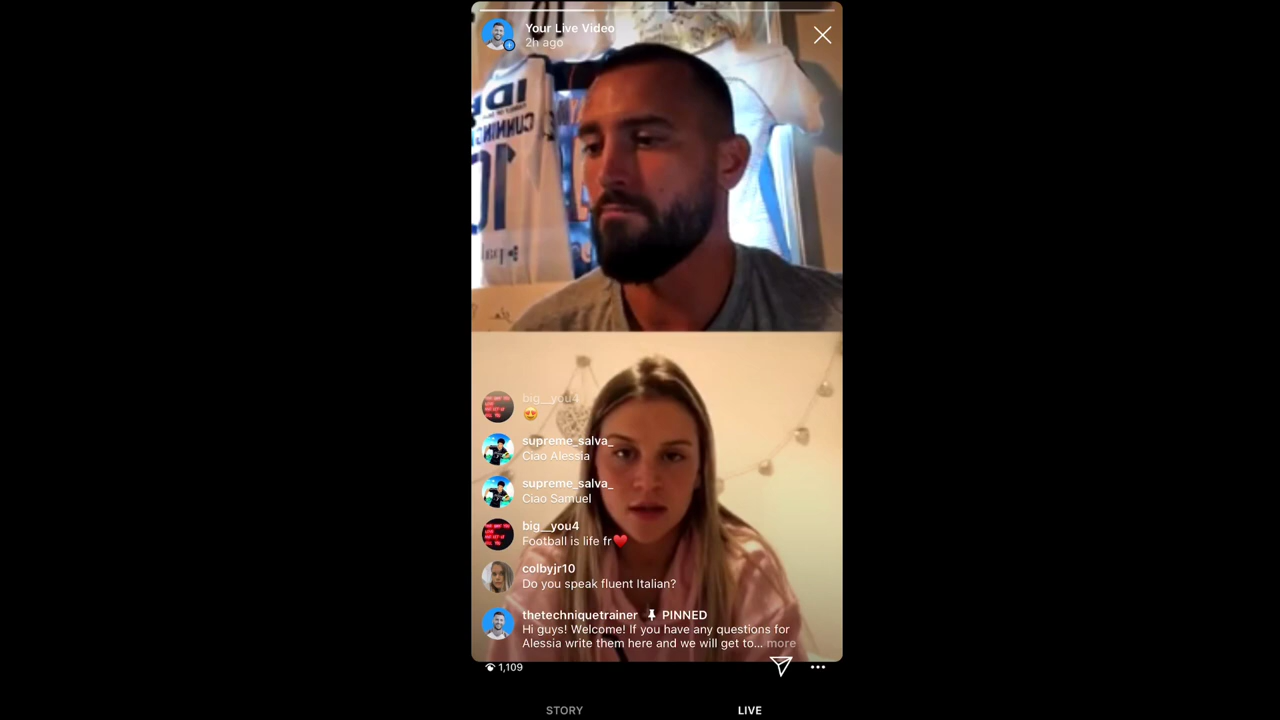 Your Live Video
2h ago
big__you4
🤩
supreme_salva_
Ciao Alessia
supreme_salva_
Ciao Samuel
big__you4
Football is life fr❤️
colbyjr10
Do you speak fluent Italian?
thetechniquetrainer PINNED
Hi guys! Welcome! If you have any questions for
Alessia write them here and we will get to... more
1,109
STORY
LIVE